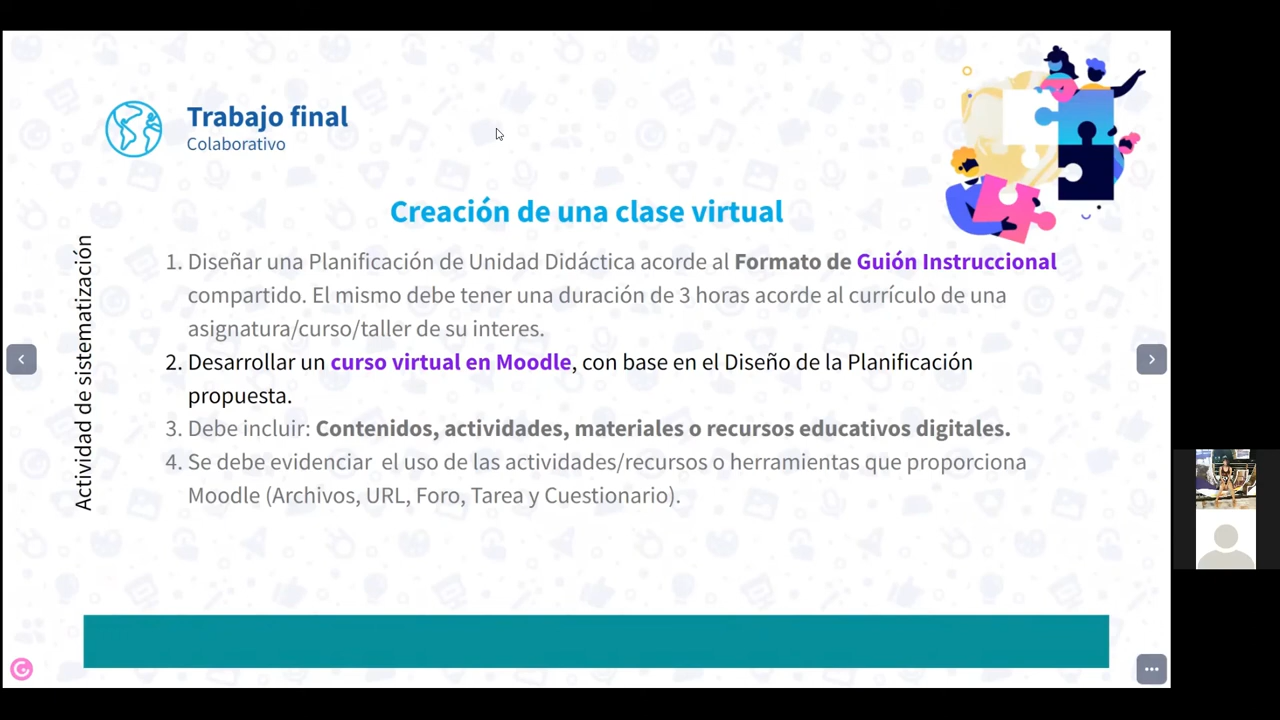 Trabajo final
Colaborativo
Creación de una clase virtual
Actividad de sistematización
1. Diseñar una Planificación de Unidad Didáctica acorde al Formato de Guión Instruccional
compartido. El mismo debe tener una duración de 3 horas acorde al currículo de una
asignatura/curso/taller de su interes.
2. Desarrollar un curso virtual en Moodle, con base en el Diseño de la Planificación
propuesta.
3. Debe incluir: Contenidos, actividades, materiales o recursos educativos digitales.
4. Se debe evidenciar el uso de las actividades/recursos o herramientas que proporciona
Moodle (Archivos, URL, Foro, Tarea y Cuestionario).